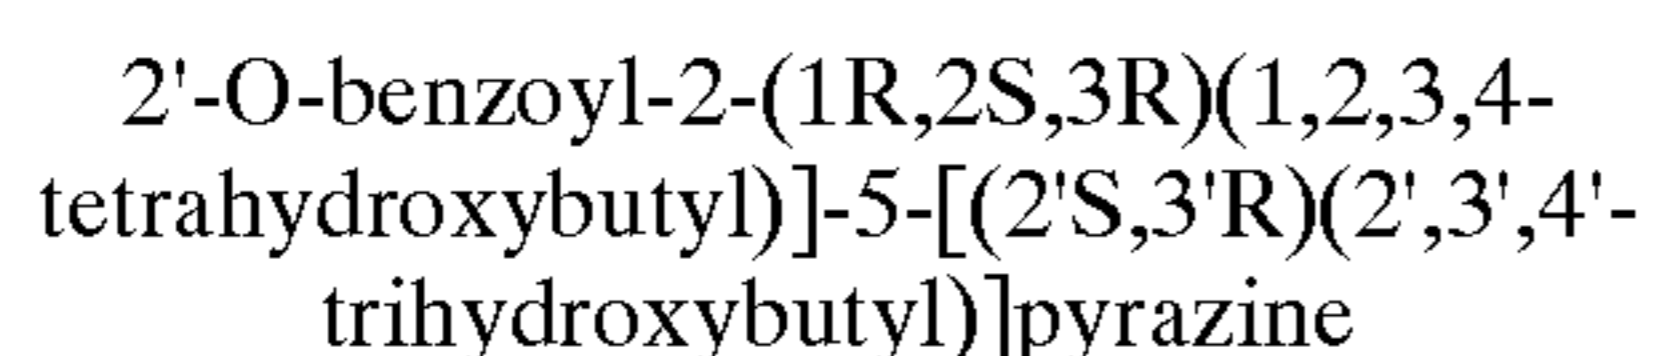 2'-O-benzoyl-2-(1R,2S,3R)(1,2,3,4-
tetrahydroxybutyl)]-5-[(2'S,3'R)(2',3',4'-
trihydroxybutyl)]pyrazine